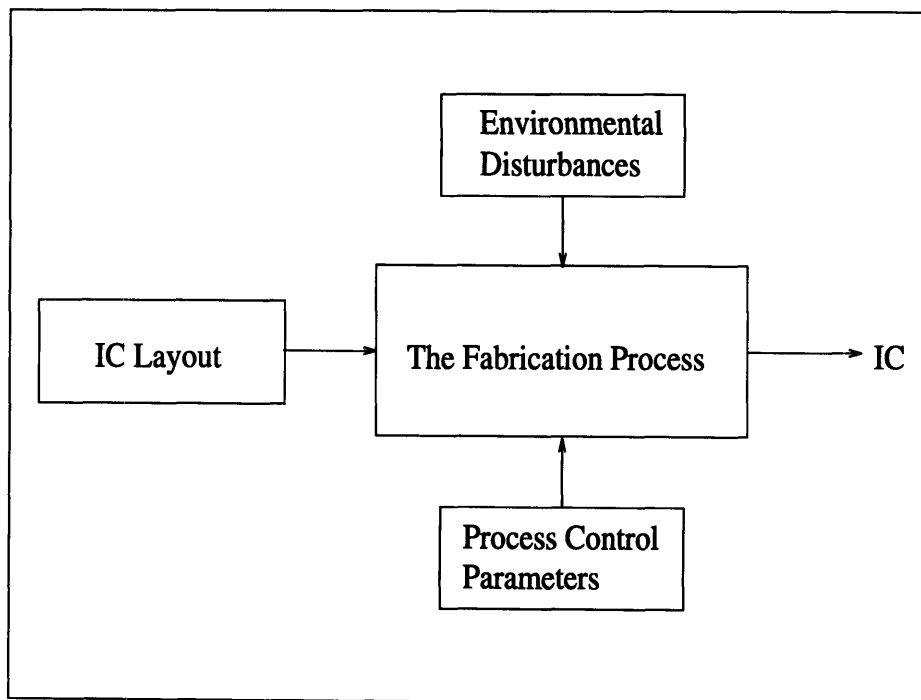 Environmental
Disturbances
IC Layout
The Fabrication Process
IC
Process Control
Parameters